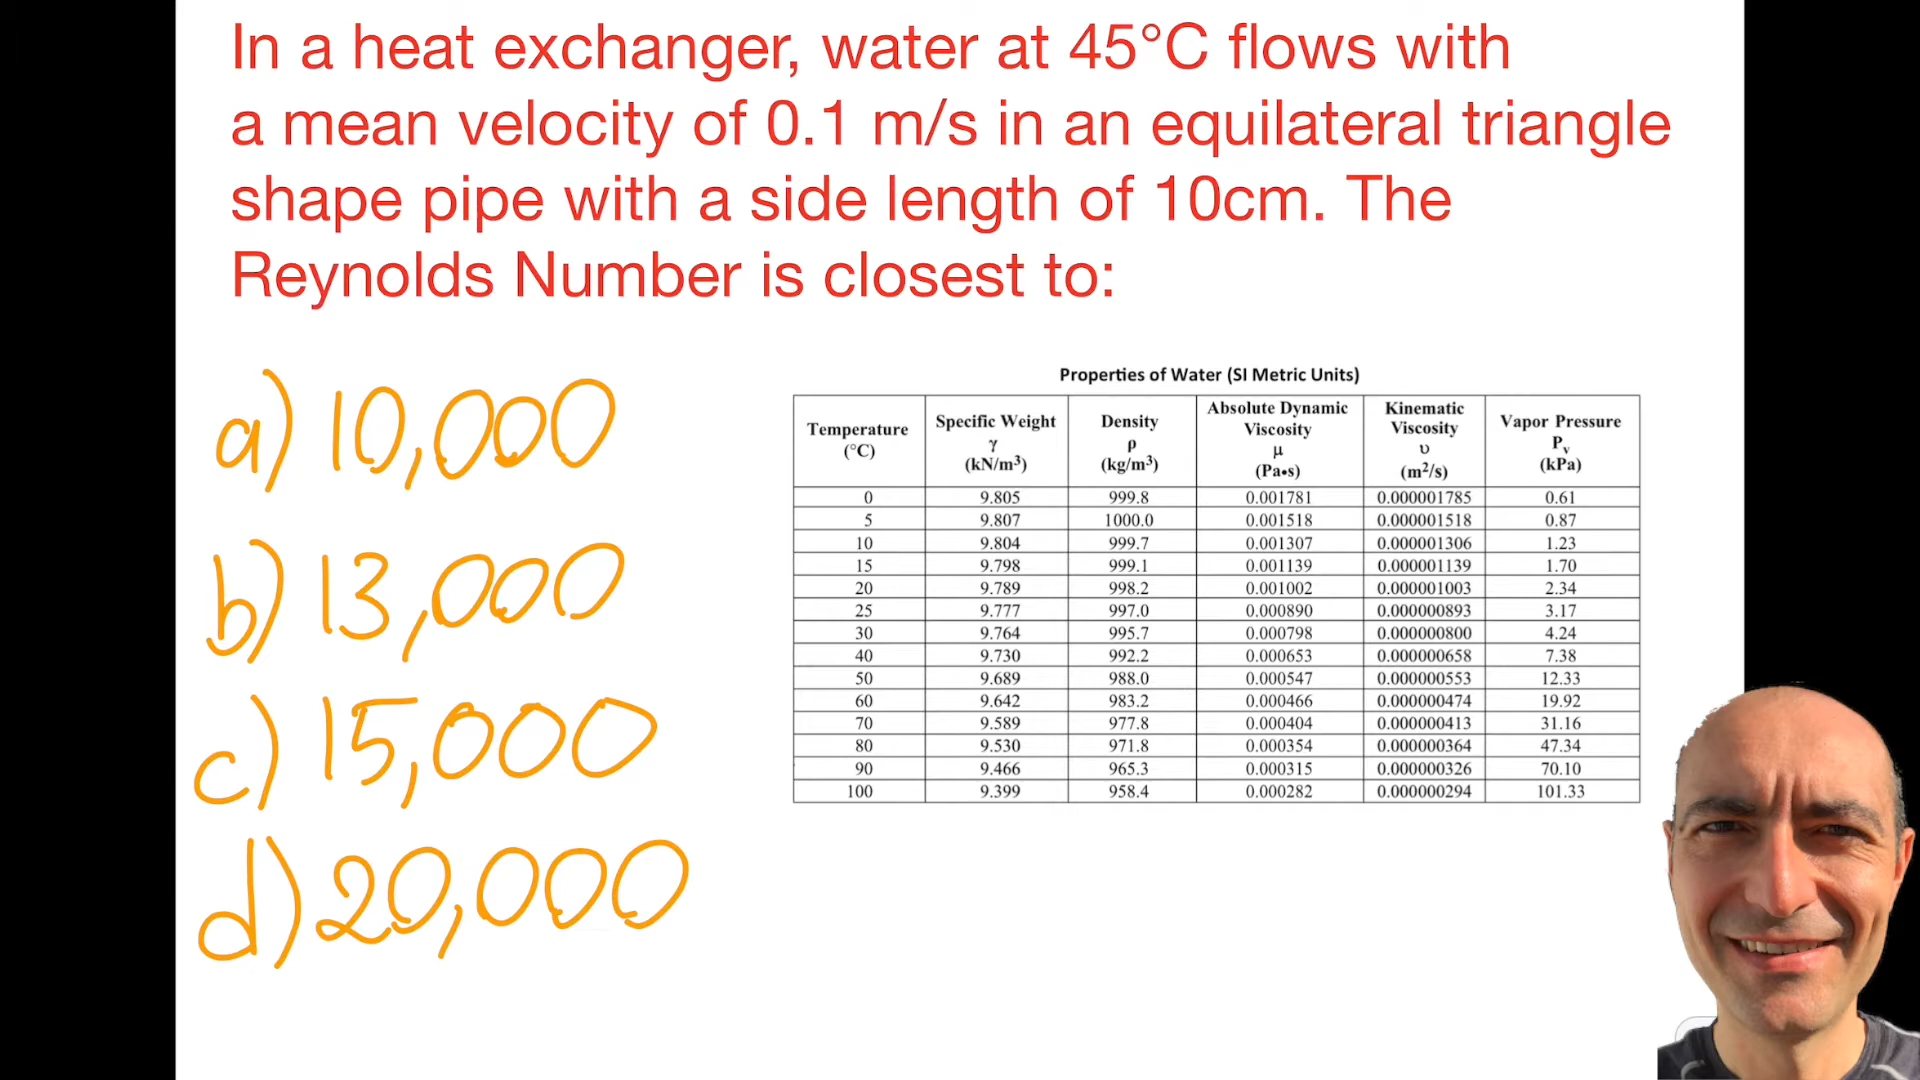 In a heat exchanger, water at 45°C flows with
a mean velocity of 0.1 m/s in an equilateral triangle
shape pipe with a side length of 10cm. The
Reynolds Number is closest to:
a) 10,000
b) 13,000
c) 15,000
d) 20,000
Properties of Water (SI Metric Units)
Temperature (°C) Specific Weight γ (kN/m³) Density ρ (kg/m³) Absolute Dynamic Viscosity μ (Pa•s) Kinematic Viscosity υ (m²/s) Vapor Pressure Pᵥ (kPa)
0 9.805 999.8 0.001781 0.000001785 0.61
5 9.807 1000.0 0.001518 0.000001518 0.87
10 9.804 999.7 0.001307 0.000001306 1.23
15 9.798 999.1 0.001139 0.000001139 1.70
20 9.789 998.2 0.001002 0.000001003 2.34
25 9.777 997.0 0.000890 0.000000893 3.17
30 9.764 995.7 0.000798 0.000000800 4.24
40 9.730 992.2 0.000653 0.000000658 7.38
50 9.689 988.0 0.000547 0.000000553 12.33
60 9.642 983.2 0.000466 0.000000474 19.92
70 9.589 977.8 0.000404 0.000000413 31.16
80 9.530 971.8 0.000354 0.000000364 47.34
90 9.466 965.3 0.000315 0.000000326 70.10
100 9.399 958.4 0.000282 0.000000294 101.33